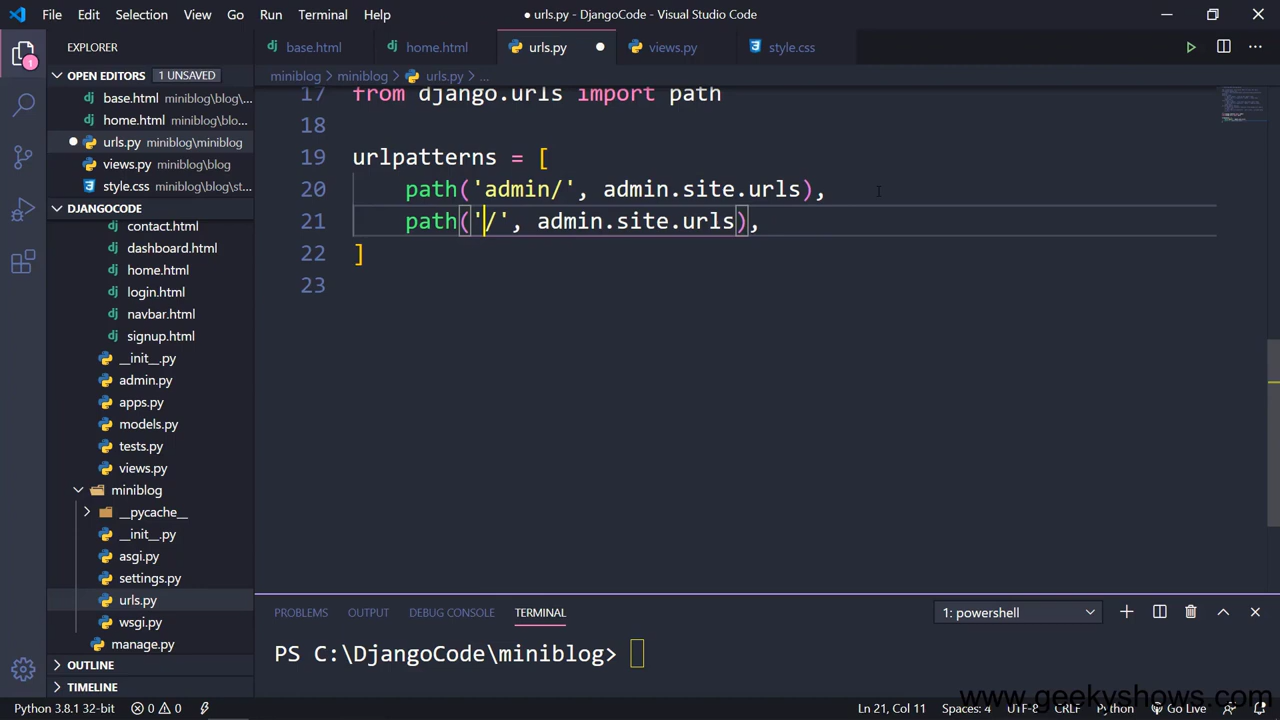 File Edit Selection View Go Run Terminal Help
● urls.py - DjangoCode - Visual Studio Code
EXPLORER
base.html
home.html
urls.py
views.py
style.css
OPEN EDITORS 1 UNSAVED
miniblog > miniblog > urls.py > ...
base.html miniblog\blog\...
home.html miniblog\blo...
urls.py miniblog\miniblog
views.py miniblog\blog
style.css miniblog\blog\st...
DJANGOCODE
contact.html
dashboard.html
home.html
login.html
navbar.html
signup.html
__init__.py
admin.py
apps.py
models.py
tests.py
views.py
miniblog
__pycache__
__init__.py
asgi.py
settings.py
urls.py
wsgi.py
manage.py
OUTLINE
TIMELINE
1
17 from django.urls import path
18
19 urlpatterns = [
20 path('admin/', admin.site.urls),
21 path('/', admin.site.urls),
22 ]
23
PROBLEMS OUTPUT DEBUG CONSOLE TERMINAL
1: powershell
PS C:\DjangoCode\miniblog>
www.geekyshows.com
Python 3.8.1 32-bit 0 0
Ln 21, Col 11 Spaces: 4 UTF-8 CRLF Python Go Live